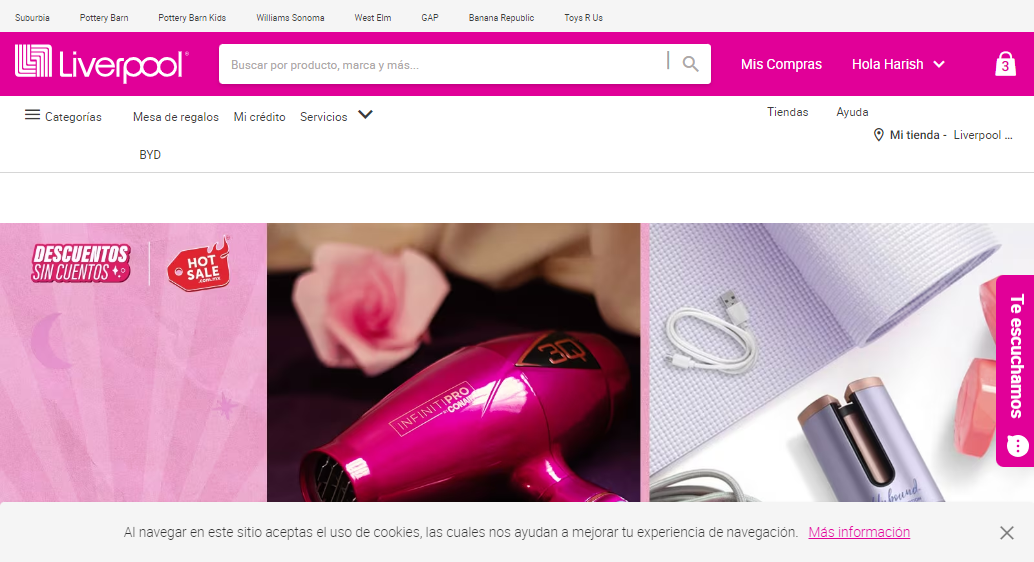 Suburbia Pottery Barn Pottery Barn Kids Williams Sonoma West Elm GAP Banana Republic Toys R Us
Liverpool®
Buscar por producto, marca y más...
Mis Compras Hola Harish 3
Categorías Mesa de regalos Mi crédito Servicios Tiendas Ayuda
Mi tienda - Liverpool ...
BYD
DESCUENTOS
SIN CUENTOS
HOT
SALE
.com.mx
3Q
INFINITIPRO
BY CONAIR
Unbound
Te escuchamos
Al navegar en este sitio aceptas el uso de cookies, las cuales nos ayudan a mejorar tu experiencia de navegación. Más información